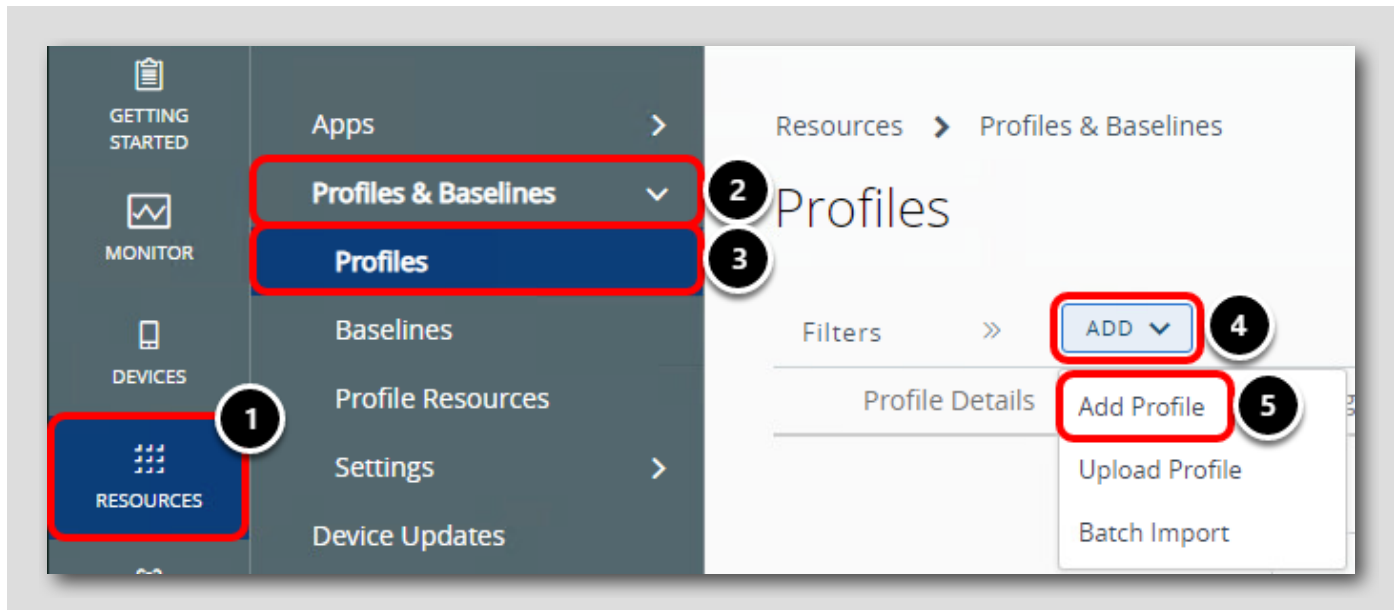 GETTING
STARTED
MONITOR
DEVICES
1
RESOURCES
Apps
Profiles & Baselines
2
Profiles
3
Baselines
Profile Resources
Settings
Device Updates
Resources > Profiles & Baselines
Profiles
Filters » ADD
4
Profile Details
Add Profile
5
Upload Profile
Batch Import